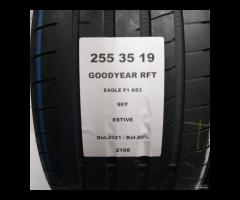 255 35 19
GOODYEAR RFT
EAGLE F1 AS3
96Y
ESTIVE
Dot.2021 / Bat.80%
2108